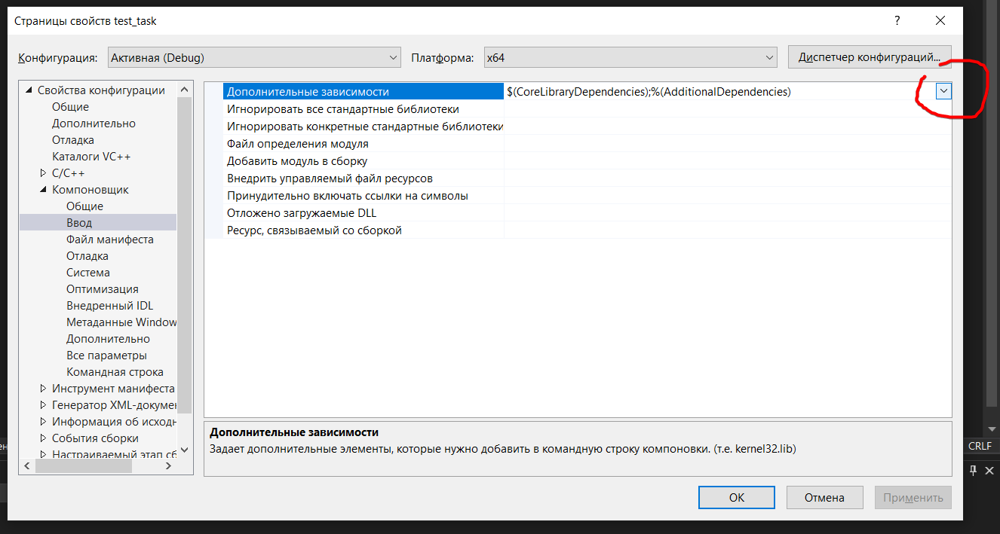 Страницы свойств test_task
?
Конфигурация: Активная (Debug) Платформа: x64 Диспетчер конфигураций...
Свойства конфигурации
Общие
Дополнительно
Отладка
Каталоги VC++
C/C++
Компоновщик
Общие
Ввод
Файл манифеста
Отладка
Система
Оптимизация
Внедренный IDL
Метаданные Window
Дополнительно
Все параметры
Командная строка
Инструмент манифеста
Генератор XML-докумен
Информация об исходн
События сборки
Настраиваемый этап сб
Дополнительные зависимости $(CoreLibraryDependencies);%(AdditionalDependencies)
Игнорировать все стандартные библиотеки
Игнорировать конкретные стандартные библиотеки
Файл определения модуля
Добавить модуль в сборку
Внедрить управляемый файл ресурсов
Принудительно включать ссылки на символы
Отложено загружаемые DLL
Ресурс, связываемый со сборкой
Дополнительные зависимости
Задает дополнительные элементы, которые нужно добавить в командную строку компоновки. (т.е. kernel32.lib)
ОК Отмена Применить
CRLF